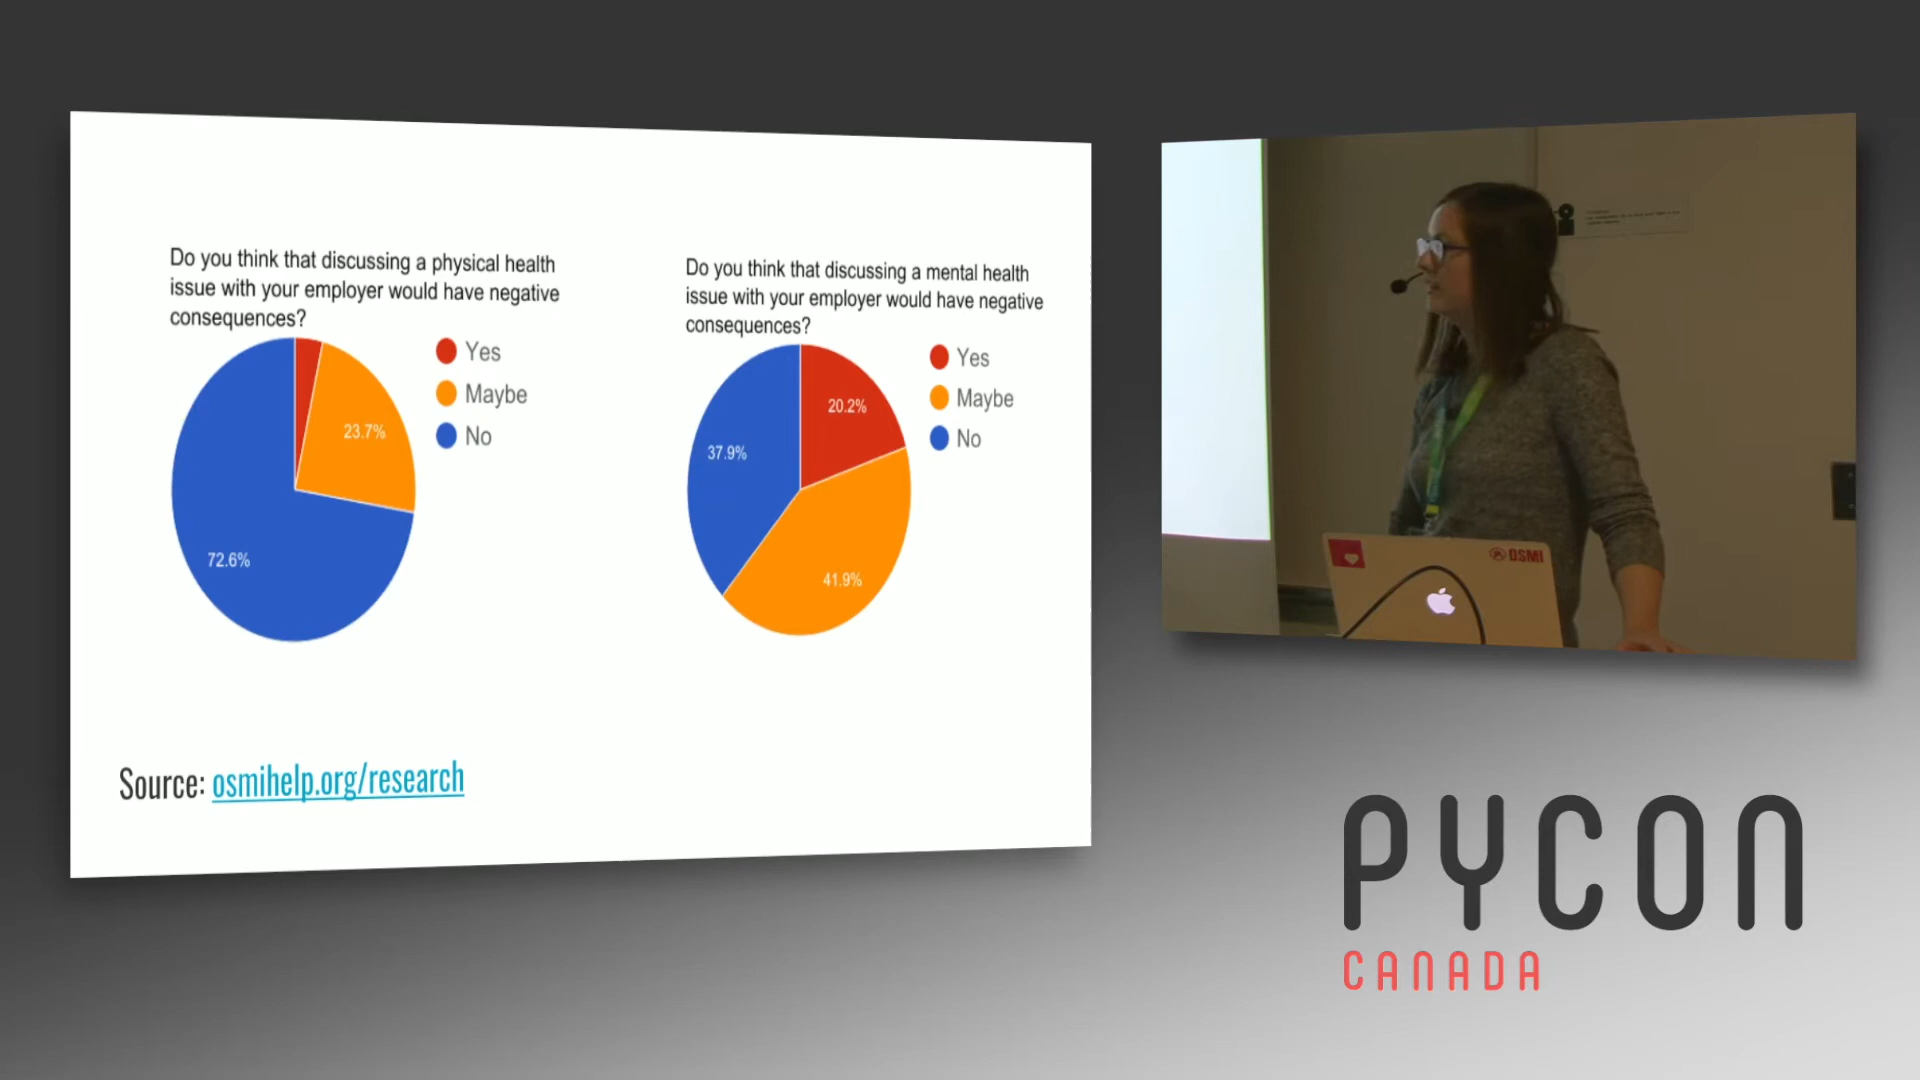 Do you think that discussing a physical health
issue with your employer would have negative
consequences?
Yes
Maybe
No
23.7%
72.6%
Do you think that discussing a mental health
issue with your employer would have negative
consequences?
Yes
Maybe
No
20.2%
37.9%
41.9%
Source: osmihelp.org/research
OSMI
PYCON
CANADA